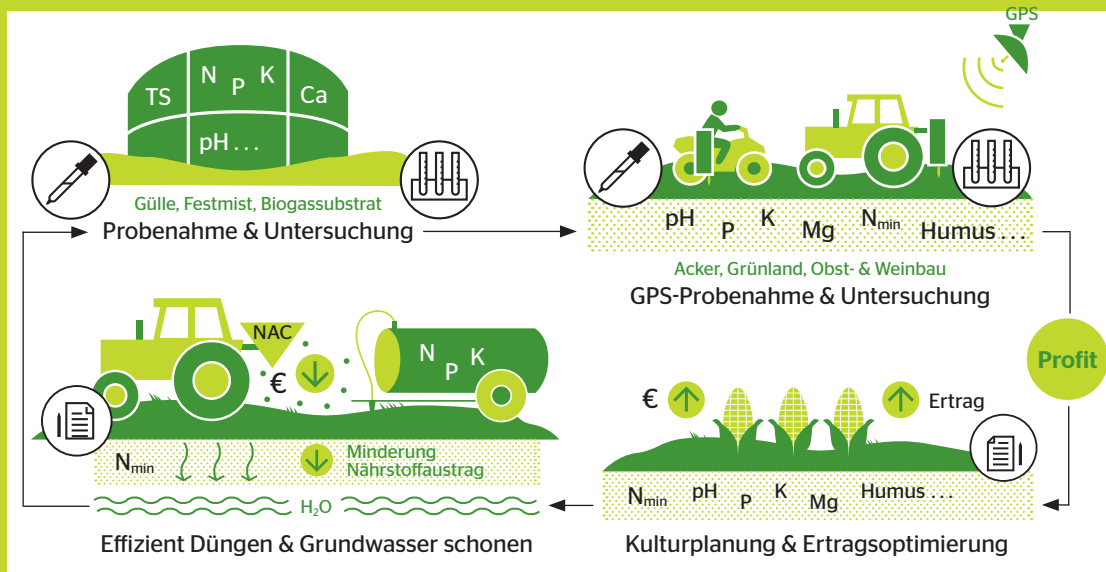 GPS
TS
N P K
Ca
pH ...
Gülle, Festmist, Biogassubstrat
Probenahme & Untersuchung
pH P K Mg Nmin Humus ...
Acker, Grünland, Obst- & Weinbau
GPS-Probenahme & Untersuchung
Profit
€
Ertrag
Nmin pH P K Mg Humus ...
Kulturplanung & Ertragsoptimierung
NAC
€
N P K
Nmin
Minderung
Nährstoffaustrag
H₂O
Effizient Düngen & Grundwasser schonen